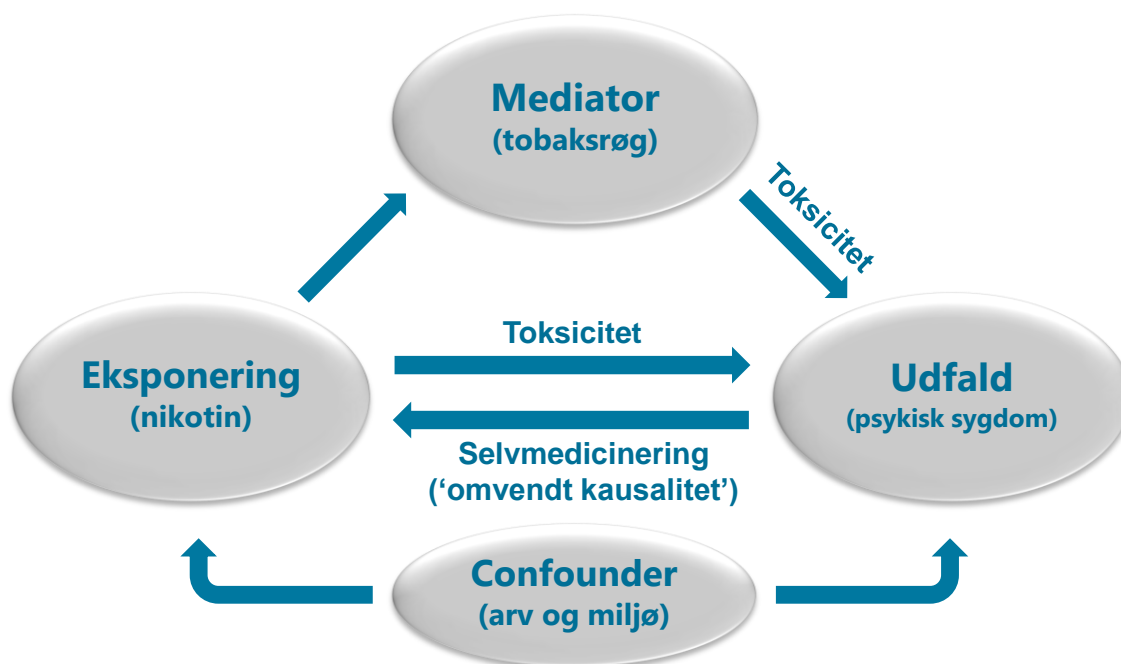 Mediator
(tobaksrøg)
Toksicitet
Toksicitet
Eksponering
(nikotin)
Udfald
(psykisk sygdom)
Selvmedicinering
(‘omvendt kausalitet’)
Confounder
(arv og miljø)